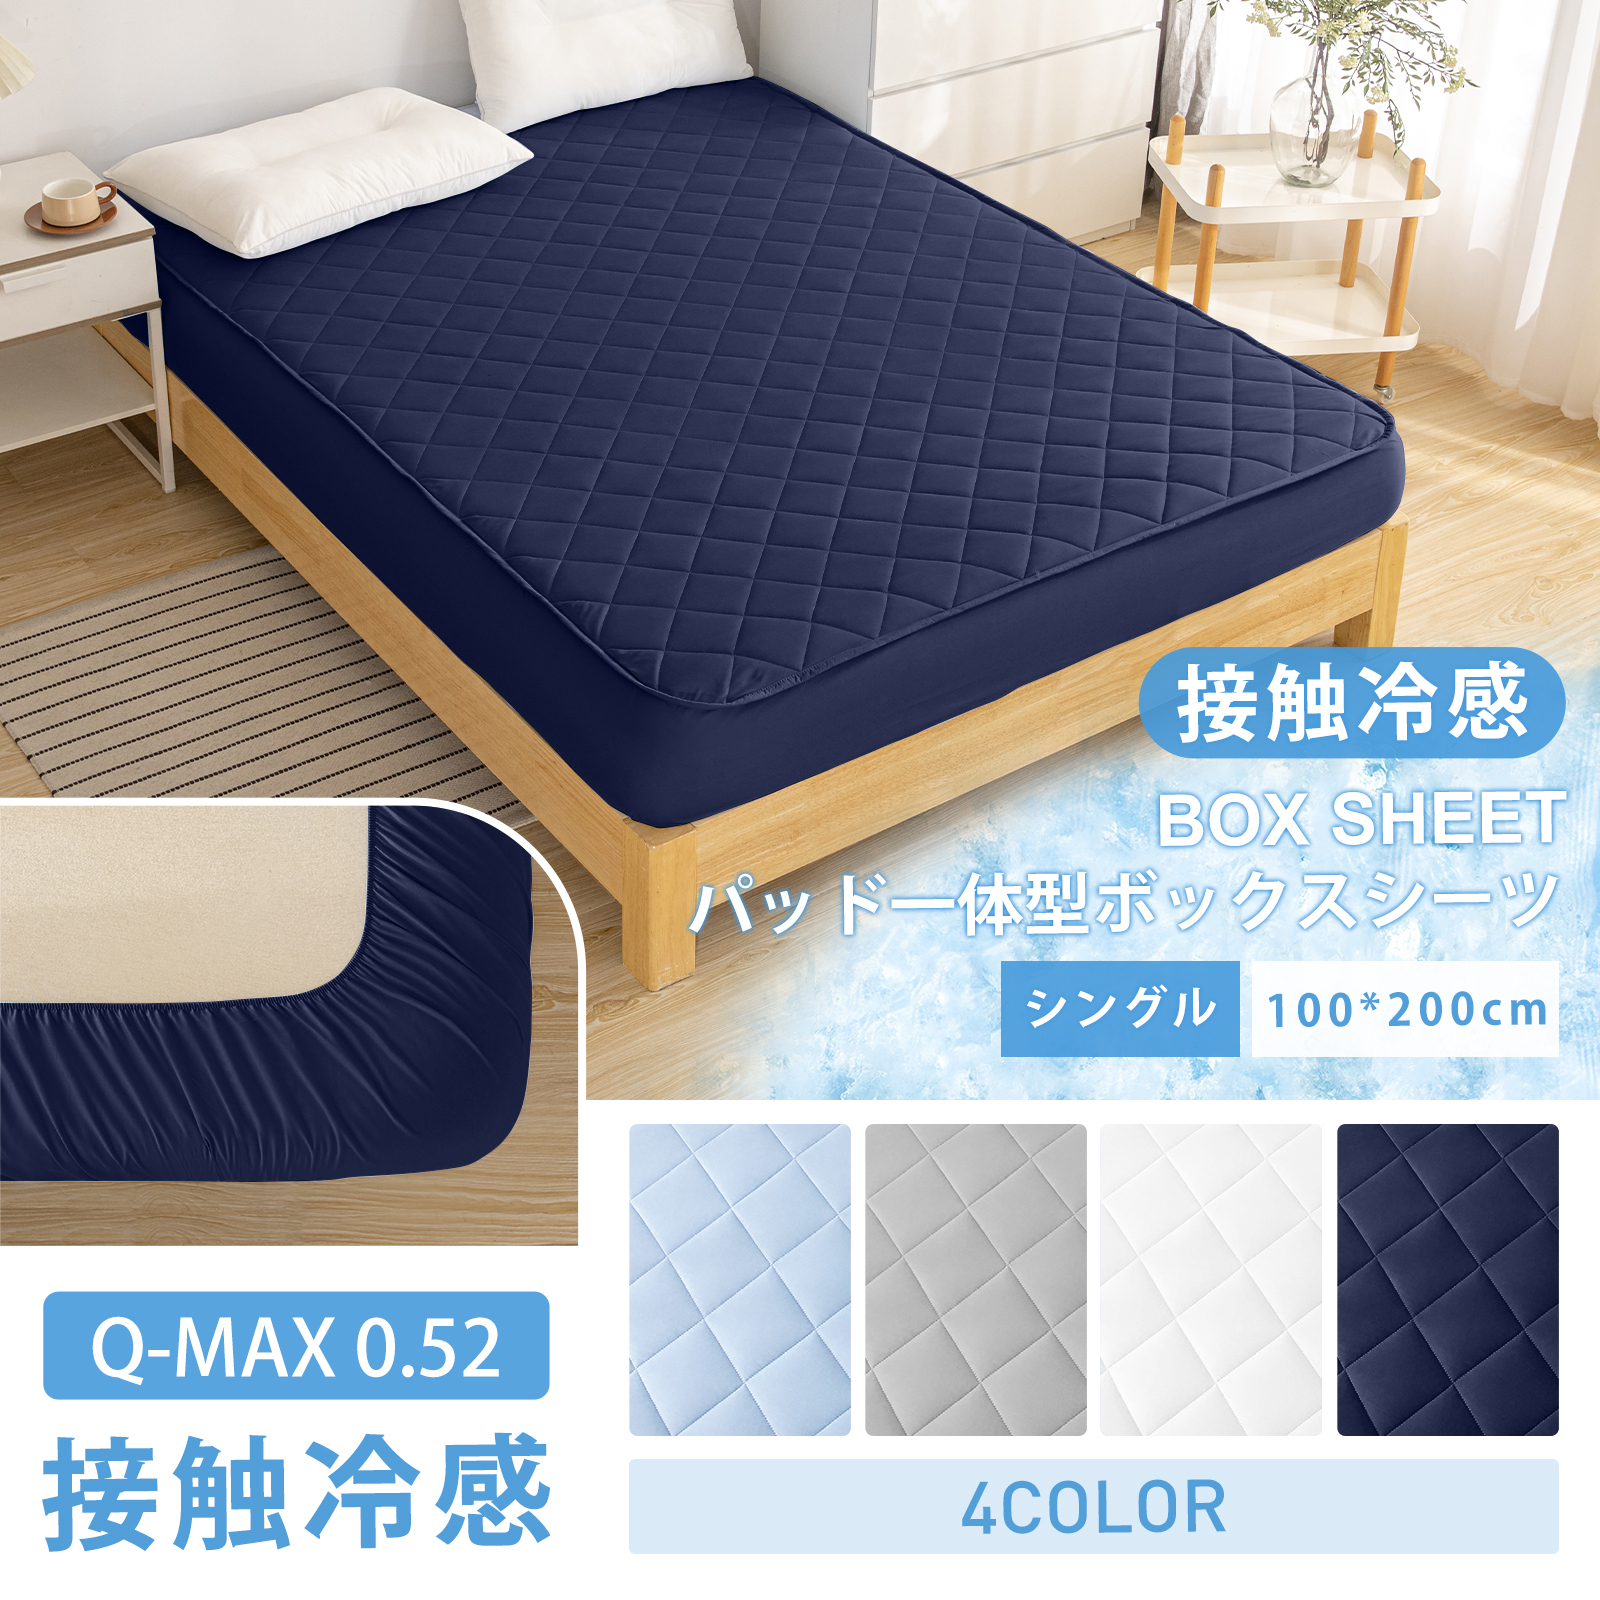 接触冷感
BOX SHEET
パッド一体型ボックスシーツ
シングル 100*200cm
Q-MAX 0.52
接触冷感
4COLOR